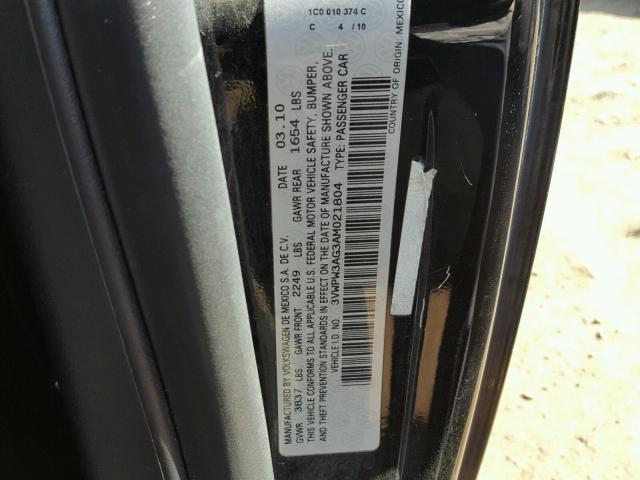 MANUFACTURED BY VOLKSWAGEN DE MEXICO S.A. DE C.V. DATE 03.10
GVWR 3837 LBS GAWR FRONT 2249 LBS GAWR REAR 1654 LBS
THIS VEHICLE CONFORMS TO ALL APPLICABLE U.S. FEDERAL MOTOR VEHICLE SAFETY, BUMPER,
AND THEFT PREVENTION STANDARDS IN EFFECT ON THE DATE OF MANUFACTURE SHOWN ABOVE.
VEHICLE I.D. NO. 3VWPW3AG3AM021804 TYPE: PASSENGER CAR
COUNTRY OF ORIGIN: MEXICO
1C0 010 374 C
C 4 / 10